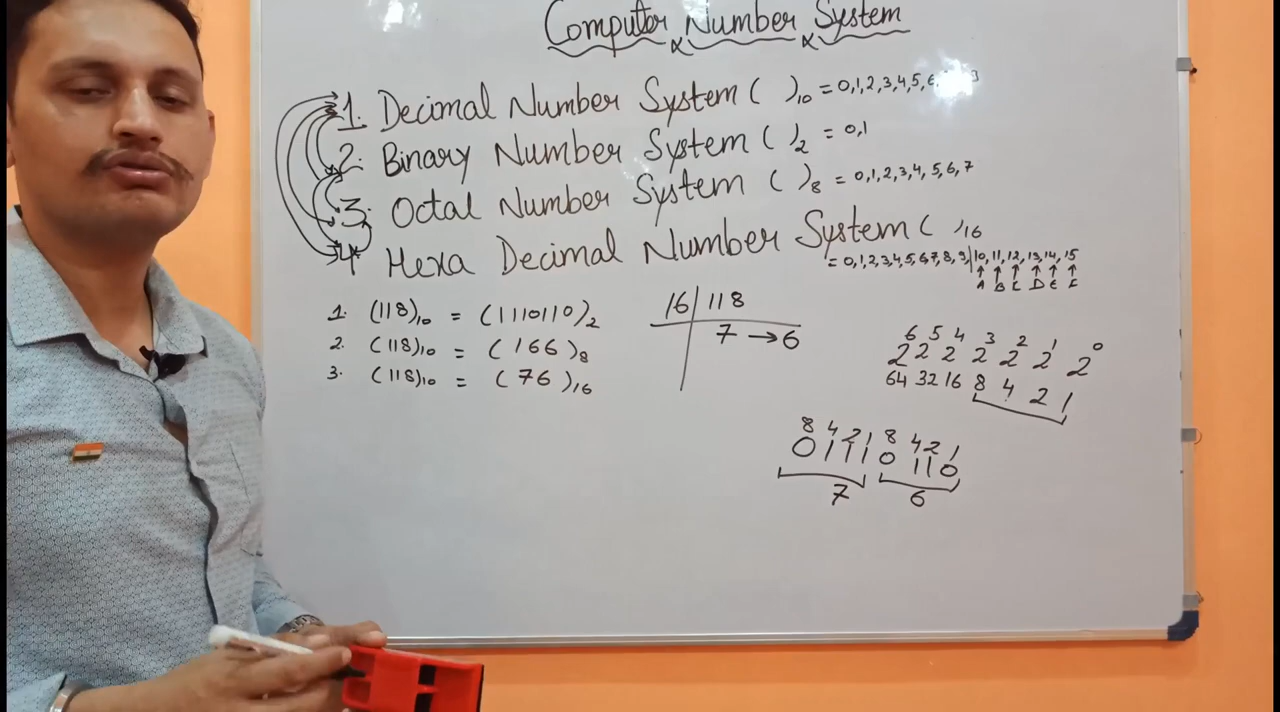 Computer Number System
1. Decimal Number System ( )10 = 0,1,2,3,4,5,6 9
2. Binary Number System ( )2 = 0,1
3. Octal Number System ( )8 = 0,1,2,3,4,5,6,7
4. Hexa Decimal Number System ( )16
= 0,1,2,3,4,5,6,7,8,9,|10,11,12,13,14,15
A B C D E F
1. (118)10 = (1110110)2
2. (118)10 = (166)8
3. (118)10 = (76)16
16 | 118
7 → 6
6 5 4 3 2 1 0
2 2 2 2 2 2 2
64 32 16 8 4 2 1
8 4 2 1 8 4 2 1
0 1 1 1 0 1 1 0
7 6